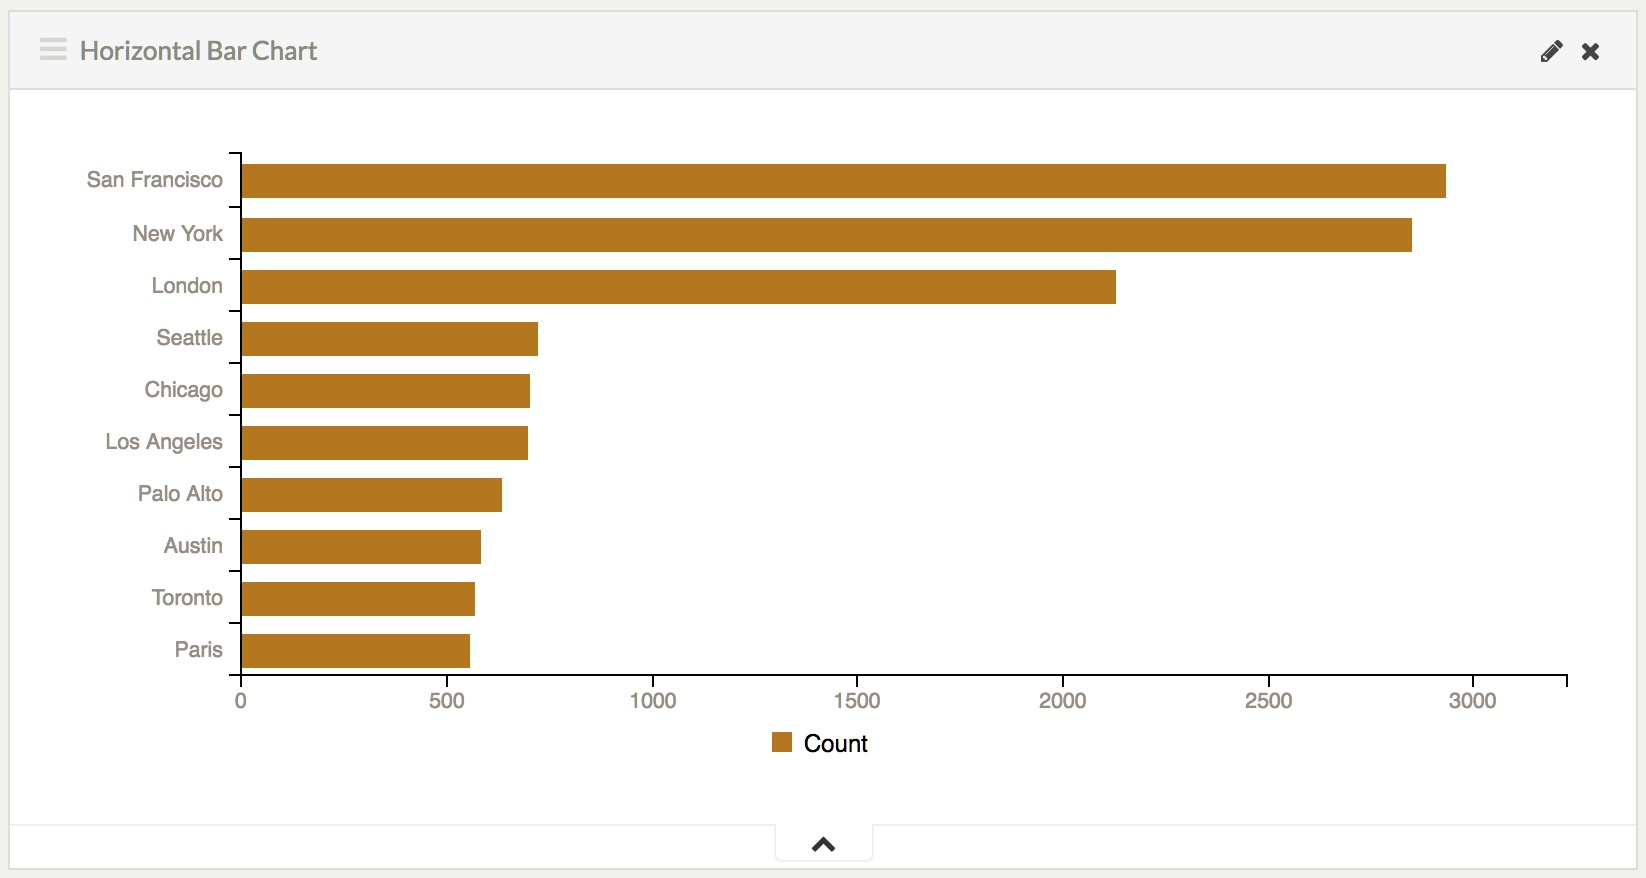 Horizontal Bar Chart
San Francisco
New York
London
Seattle
Chicago
Los Angeles
Palo Alto
Austin
Toronto
Paris
0 500 1000 1500 2000 2500 3000
Count